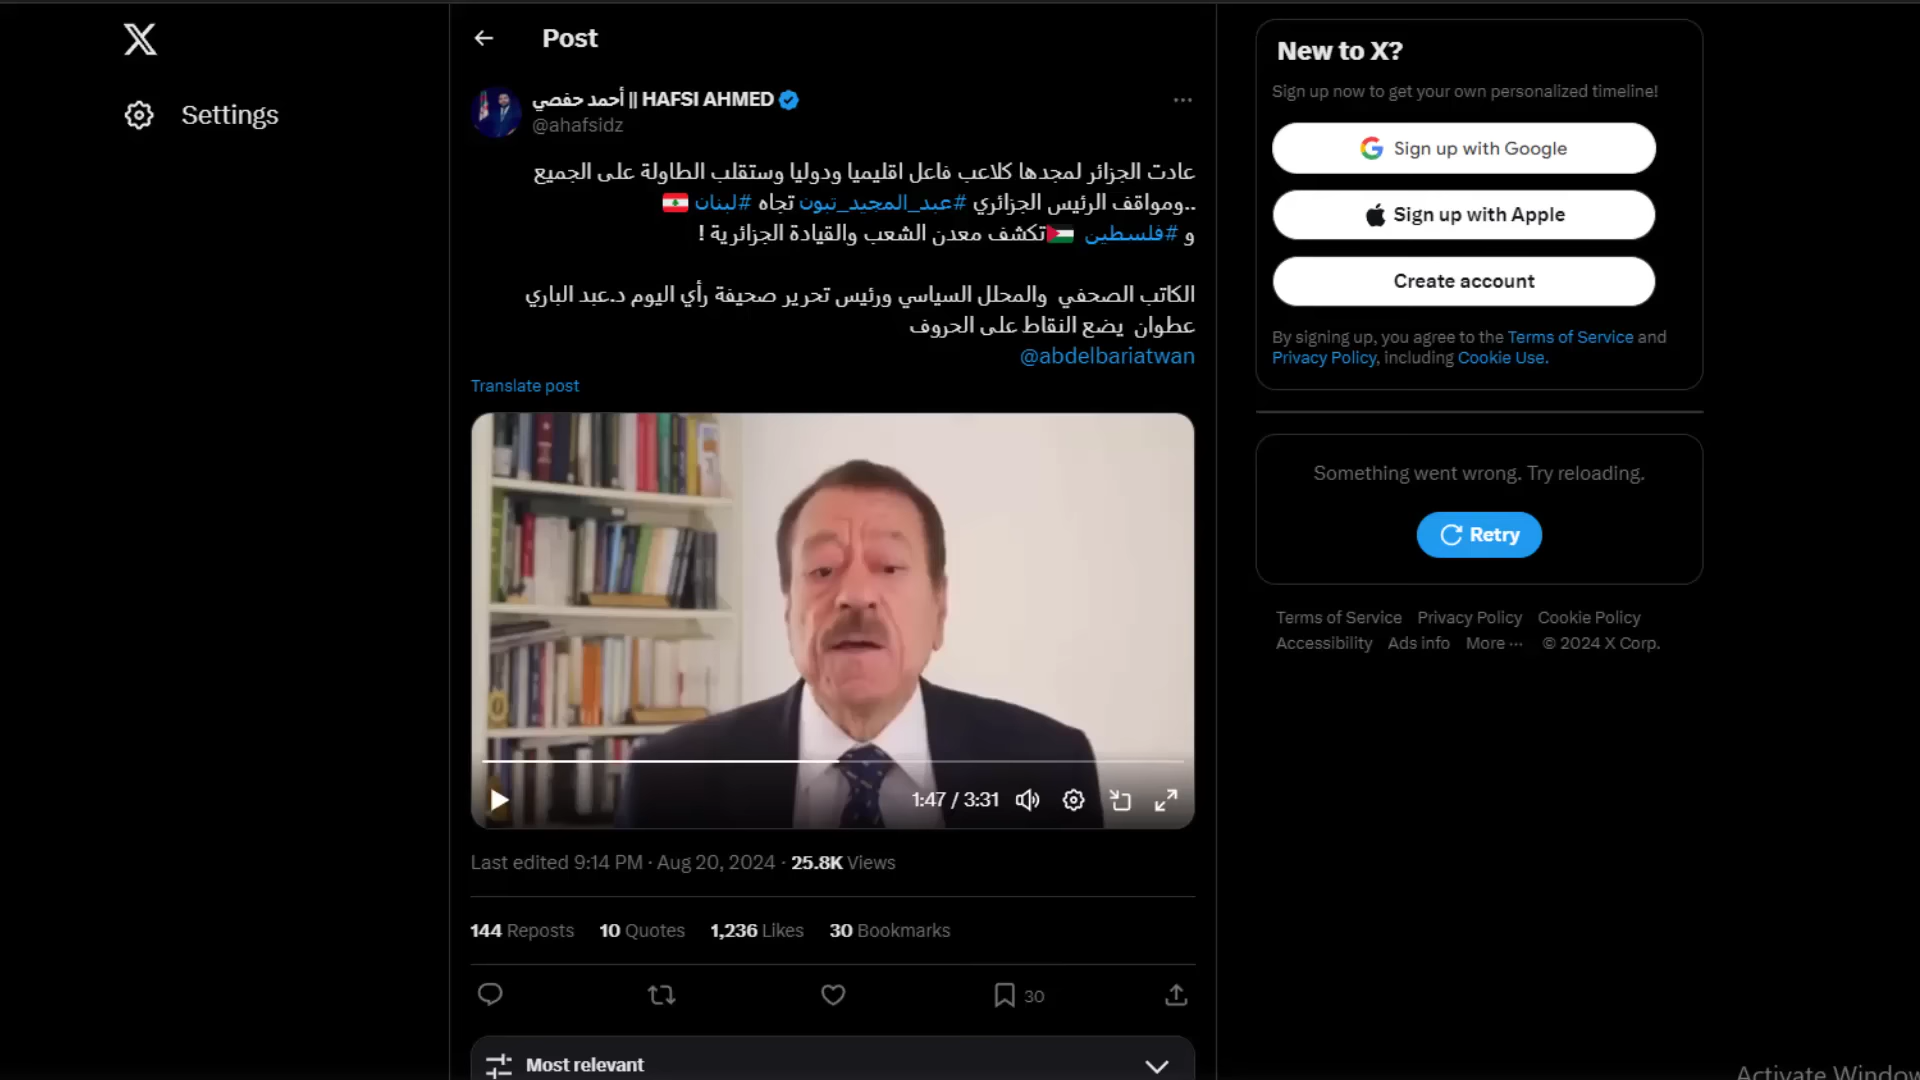 Settings
Post
أحمد حفصي || HAFSI AHMED
@ahafsidz
عادت الجزائر لمجدها كلاعب فاعل اقليميا ودوليا وستقلب الطاولة على الجميع
..ومواقف الرئيس الجزائري #عبد_المجيد_تبون تجاه #لبنان
و #فلسطين تكشف معدن الشعب والقيادة الجزائرية !
الكاتب الصحفي والمحلل السياسي ورئيس تحرير صحيفة رأي اليوم د.عبد الباري
عطوان يضع النقاط على الحروف
@abdelbariatwan
Translate post
1:47 / 3:31
Last edited 9:14 PM · Aug 20, 2024 · 25.8K Views
144 Reposts 10 Quotes 1,236 Likes 30 Bookmarks
30
Most relevant
New to X?
Sign up now to get your own personalized timeline!
Sign up with Google
Sign up with Apple
Create account
By signing up, you agree to the Terms of Service and
Privacy Policy, including Cookie Use.
Something went wrong. Try reloading.
Retry
Terms of Service Privacy Policy Cookie Policy
Accessibility Ads info More ··· © 2024 X Corp.
Activate Window